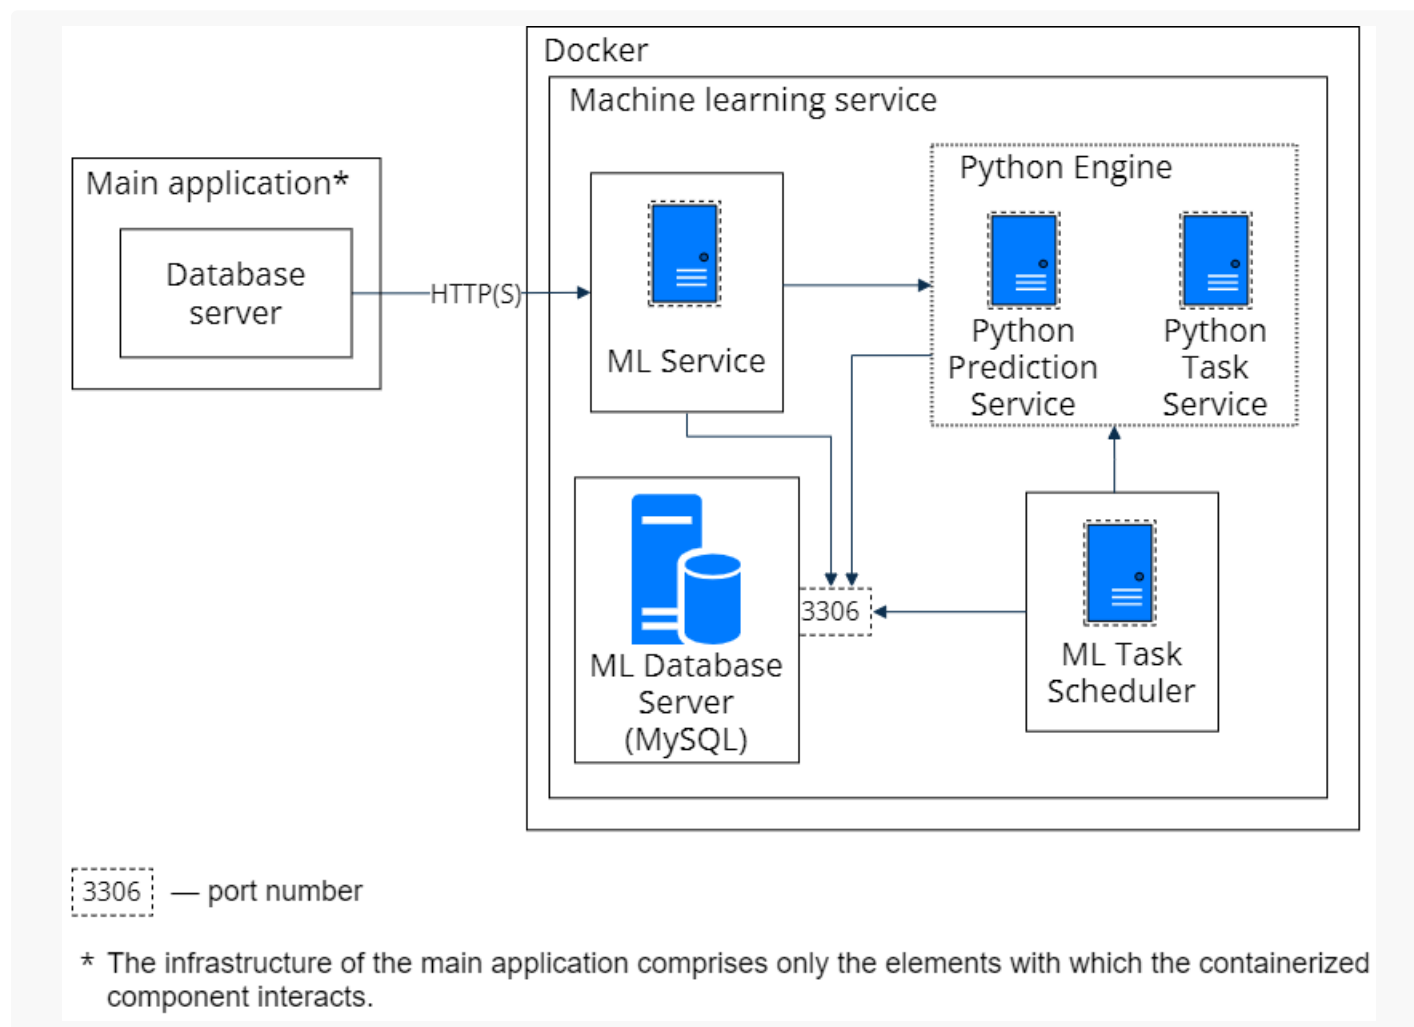 Docker
Machine learning service
Main application*
Database
server
HTTP(S)
ML Service
Python Engine
Python
Prediction
Service
Python
Task
Service
ML Database
Server
(MySQL)
3306
ML Task
Scheduler
3306 — port number
* The infrastructure of the main application comprises only the elements with which the containerized
component interacts.